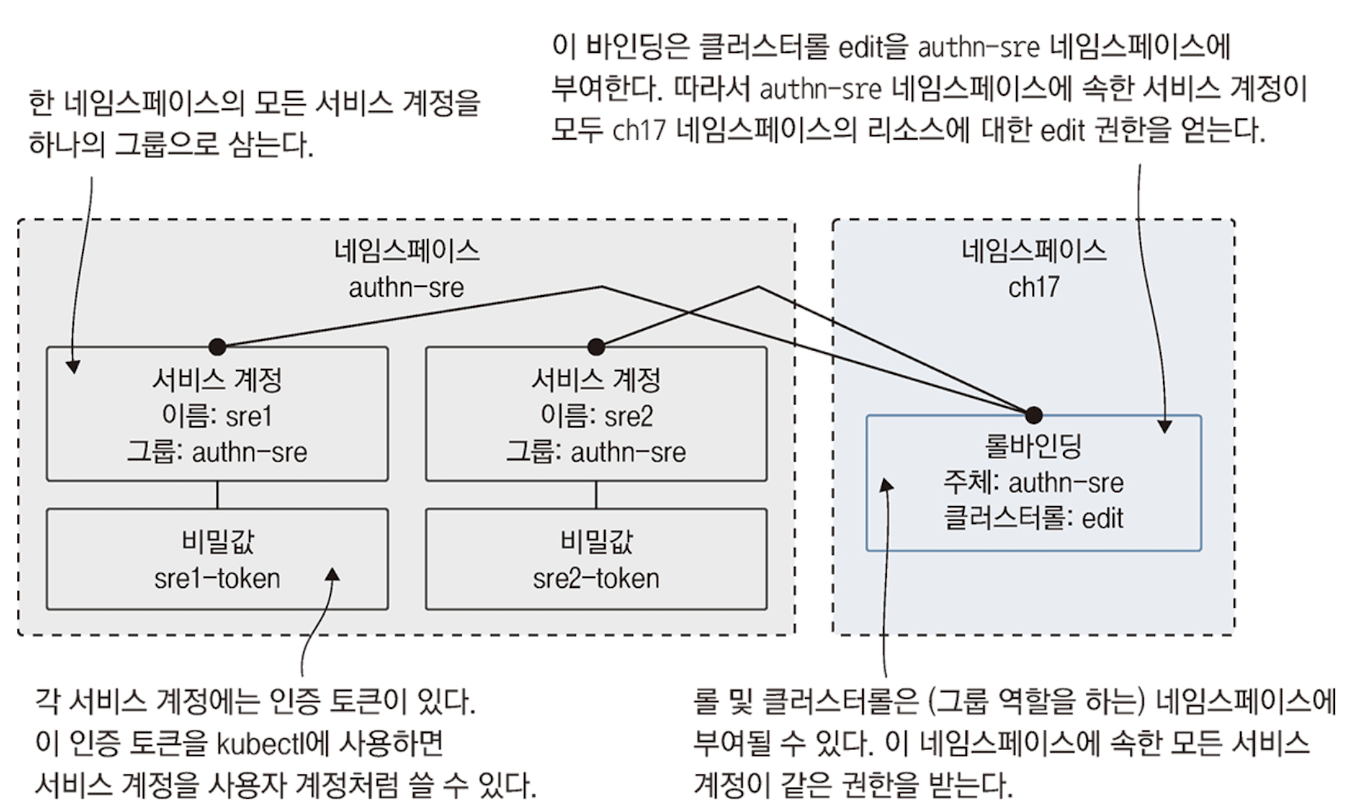 이 바인딩은 클러스터롤 edit을 authn-sre 네임스페이스에
부여한다. 따라서 authn-sre 네임스페이스에 속한 서비스 계정이
모두 ch17 네임스페이스의 리소스에 대한 edit 권한을 얻는다.
한 네임스페이스의 모든 서비스 계정을
하나의 그룹으로 삼는다.
네임스페이스
authn-sre
서비스 계정
이름: sre1
그룹: authn-sre
비밀값
sre1-token
서비스 계정
이름: sre2
그룹: authn-sre
비밀값
sre2-token
네임스페이스
ch17
롤바인딩
주체: authn-sre
클러스터롤: edit
각 서비스 계정에는 인증 토큰이 있다.
이 인증 토큰을 kubectl에 사용하면
서비스 계정을 사용자 계정처럼 쓸 수 있다.
롤 및 클러스터롤은 (그룹 역할을 하는) 네임스페이스에
부여될 수 있다. 이 네임스페이스에 속한 모든 서비스
계정이 같은 권한을 받는다.